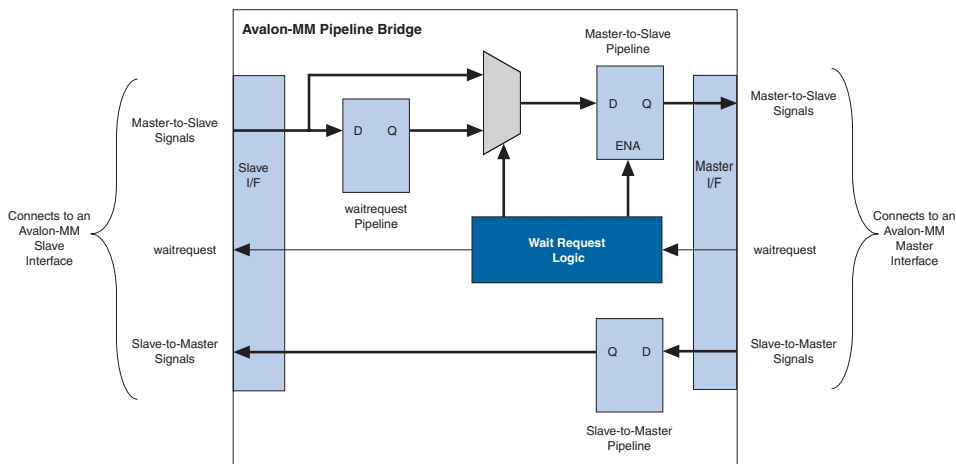 Avalon-MM Pipeline Bridge
Master-to-Slave
Pipeline
Master-to-Slave
Signals
D Q
D Q
ENA
Master-to-Slave
Signals
Slave
I/F
Master
I/F
waitrequest
Pipeline
Connects to an
Avalon-MM
Slave
Interface
waitrequest
Wait Request
Logic
waitrequest
Connects to an
Avalon-MM
Master
Interface
Slave-to-Master
Signals
Q D
Slave-to-Master
Signals
Slave-to-Master
Pipeline